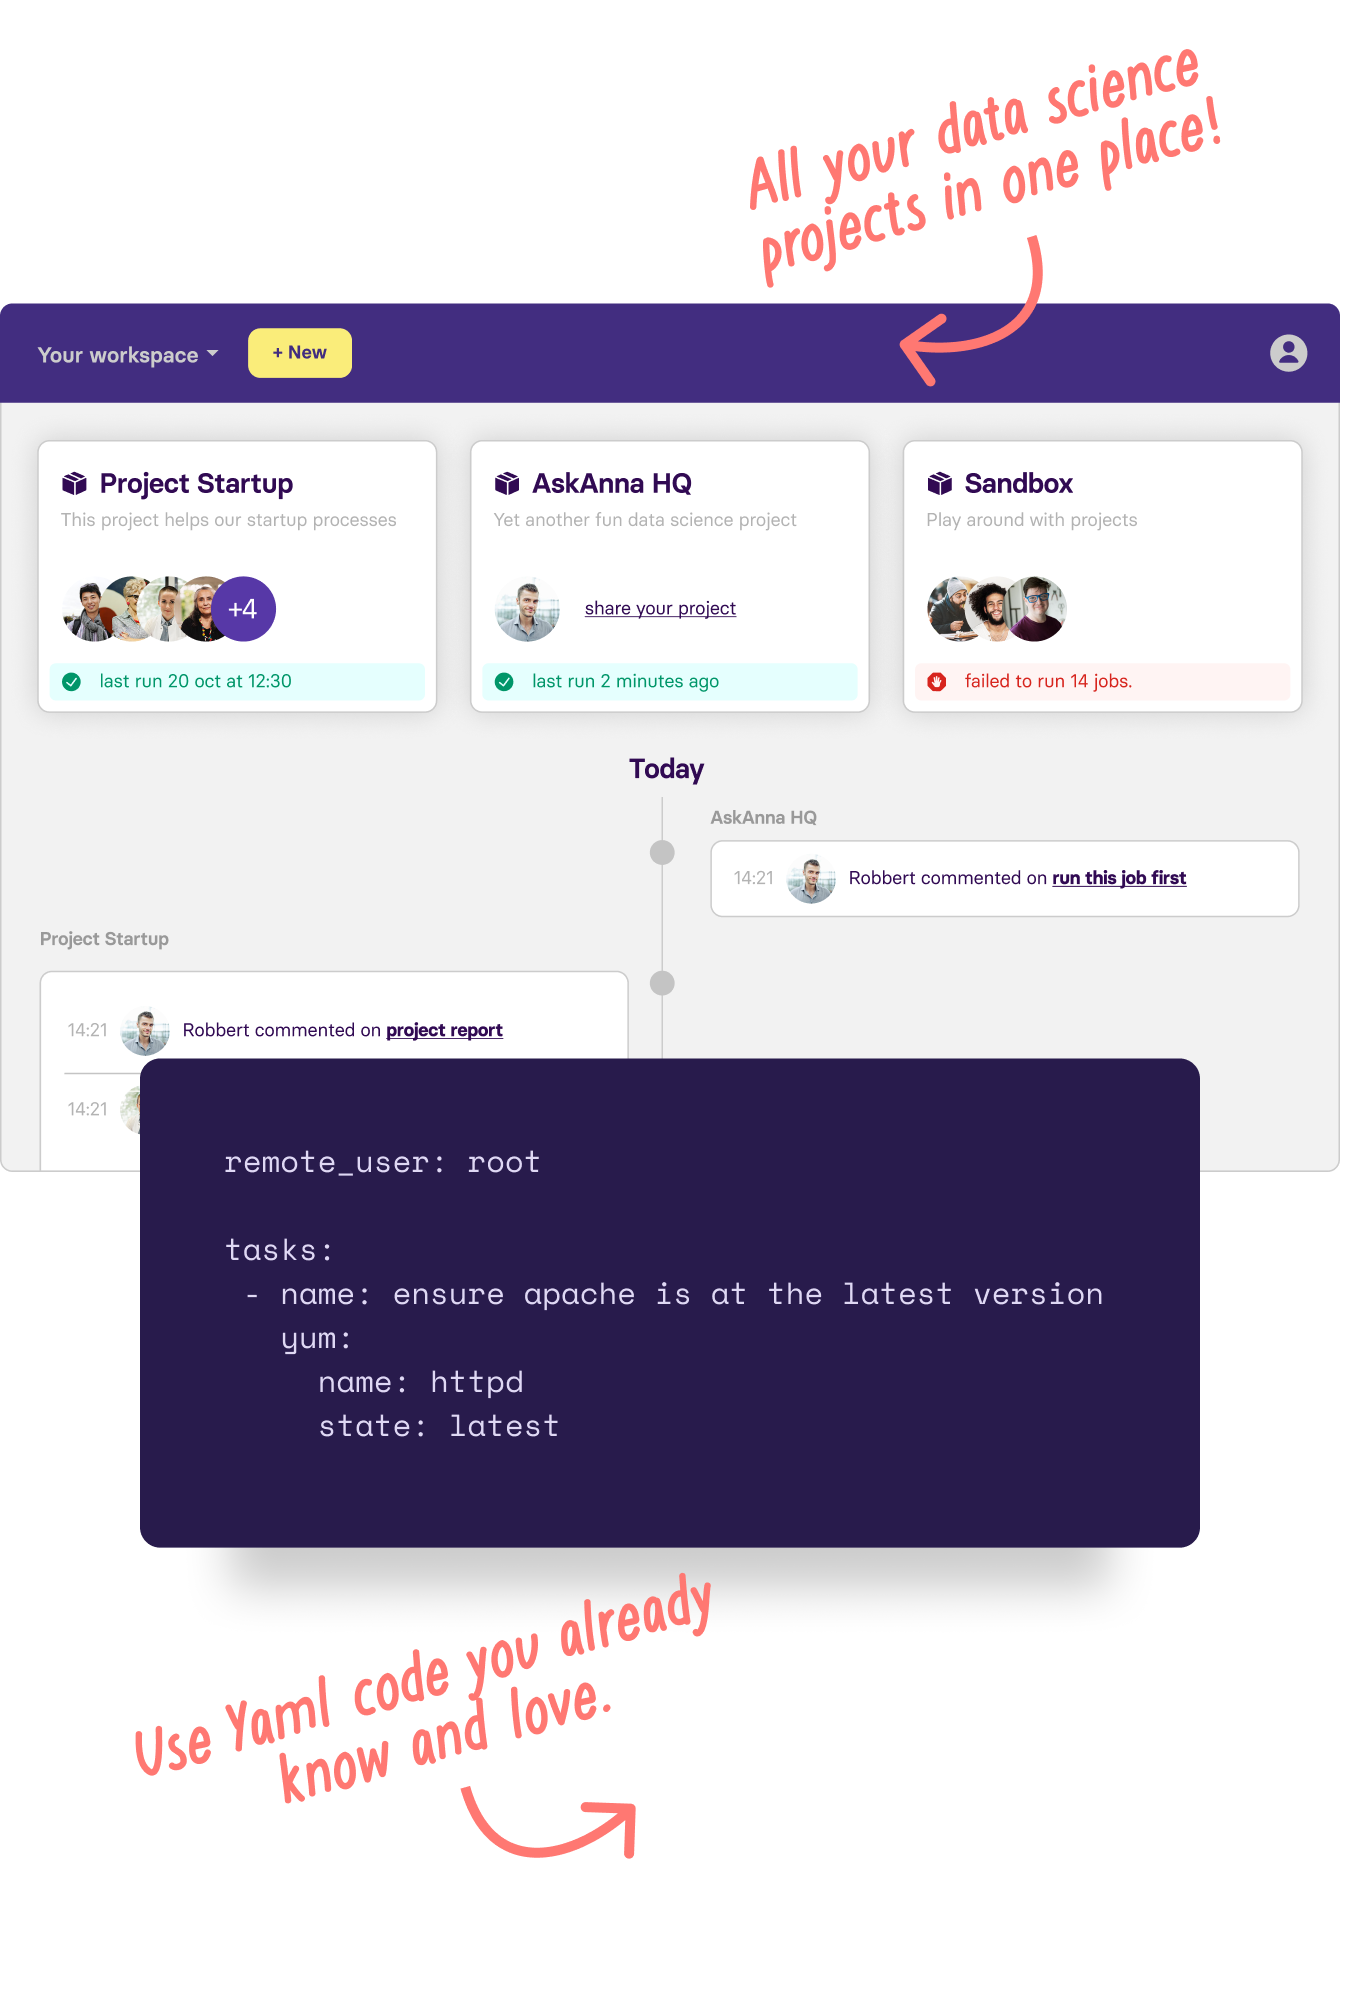 All your data science
projects in one place!
Your workspace
+ New
Project Startup
This project helps our startup processes
+4
last run 20 oct at 12:30
AskAnna HQ
Yet another fun data science project
share your project
last run 2 minutes ago
Sandbox
Play around with projects
failed to run 14 jobs.
Today
AskAnna HQ
14:21 Robbert commented on run this job first
Project Startup
14:21 Robbert commented on project report
14:21
remote_user: root
tasks:
- name: ensure apache is at the latest version
yum:
name: httpd
state: latest
Use Yaml code you already
know and love.